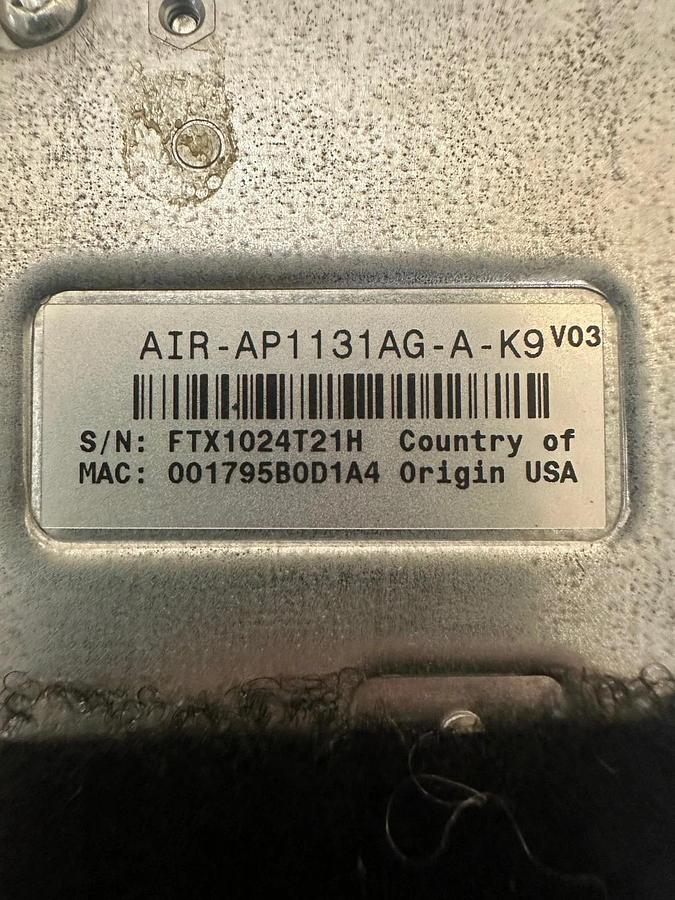 AIR-AP1131AG-A-K9 V03
S/N: FTX1024T21H Country of
MAC: 001795B0D1A4 Origin USA